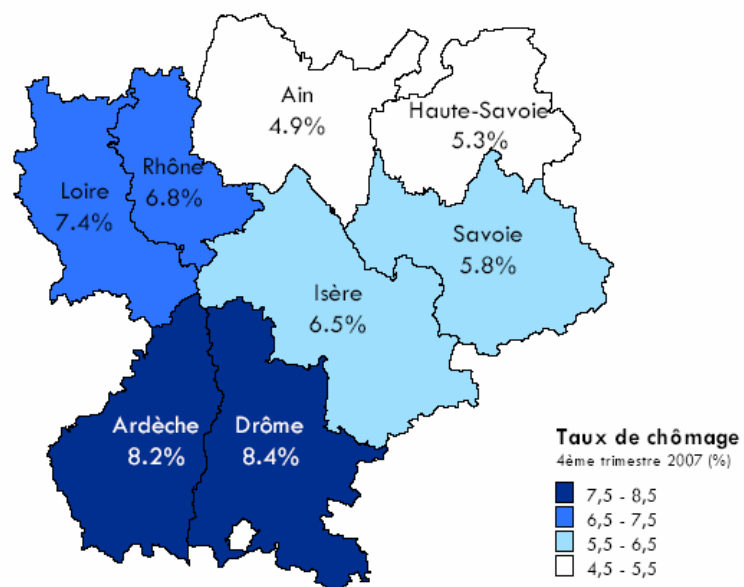 Ain
4.9%
Haute-Savoie
5.3%
Rhône
6.8%
Loire
7.4%
Savoie
5.8%
Isère
6.5%
Ardèche
8.2%
Drôme
8.4%
Taux de chômage
4ème trimestre 2007 (%)
7,5 - 8,5
6,5 - 7,5
5,5 - 6,5
4,5 - 5,5